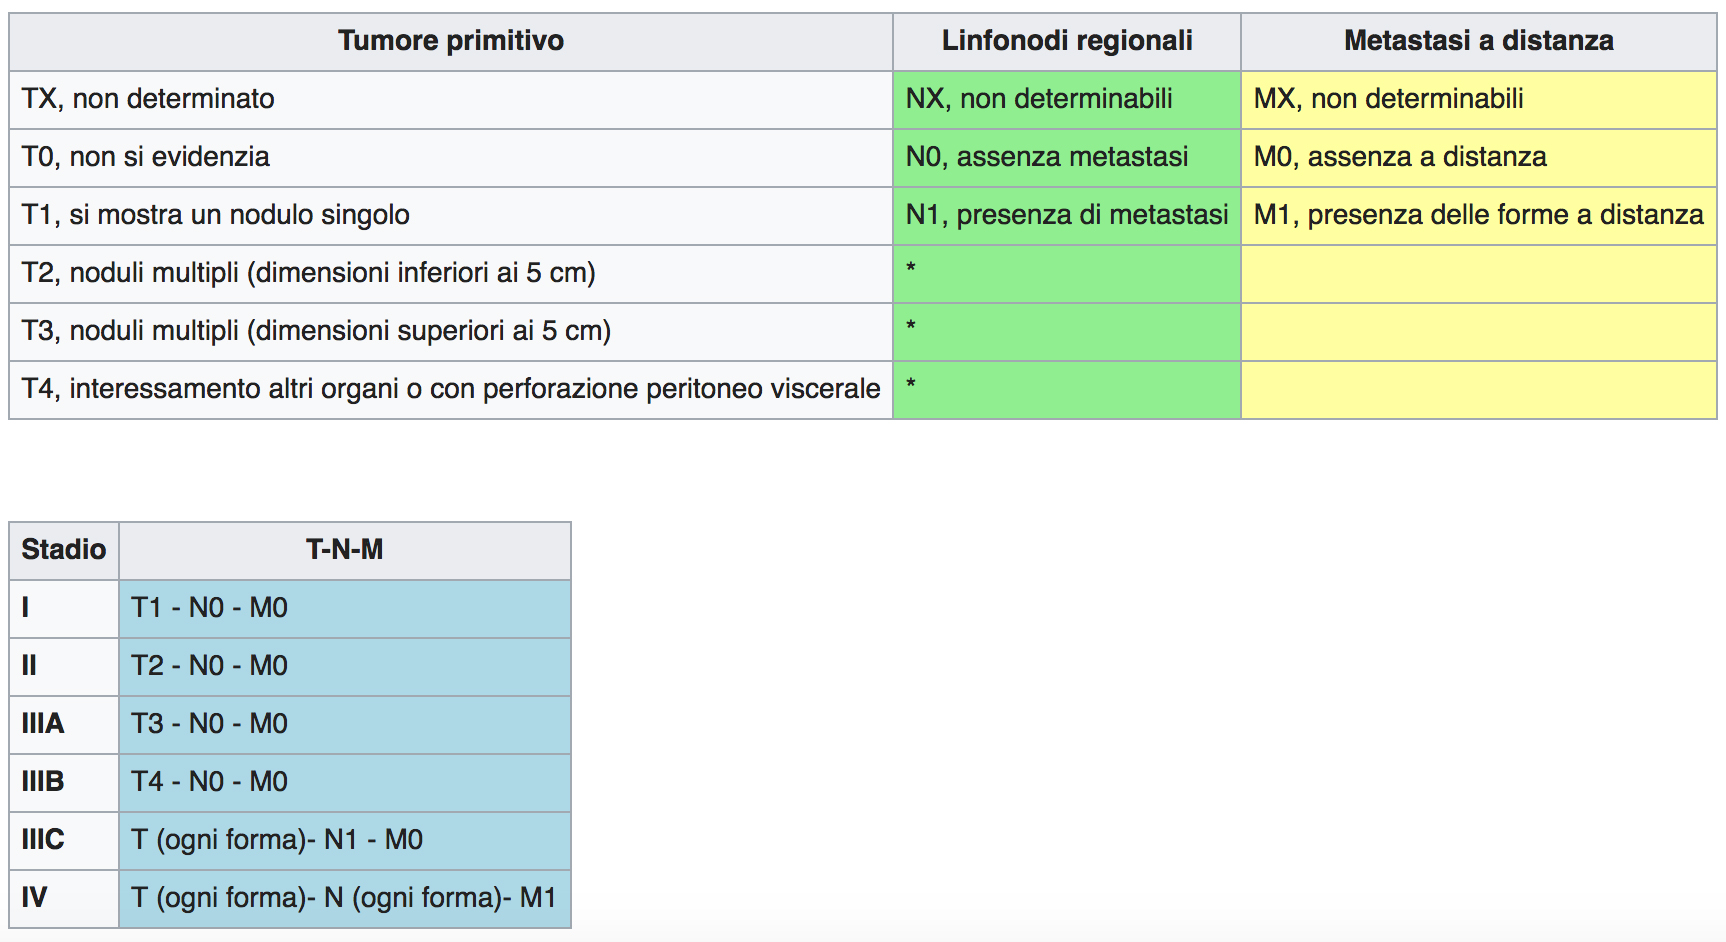 Tumore primitivo Linfonodi regionali Metastasi a distanza
TX, non determinato NX, non determinabili MX, non determinabili
T0, non si evidenzia N0, assenza metastasi M0, assenza a distanza
T1, si mostra un nodulo singolo N1, presenza di metastasi M1, presenza delle forme a distanza
T2, noduli multipli (dimensioni inferiori ai 5 cm) *
T3, noduli multipli (dimensioni superiori ai 5 cm) *
T4, interessamento altri organi o con perforazione peritoneo viscerale *
Stadio T-N-M
I T1 - N0 - M0
II T2 - N0 - M0
IIIA T3 - N0 - M0
IIIB T4 - N0 - M0
IIIC T (ogni forma)- N1 - M0
IV T (ogni forma)- N (ogni forma)- M1